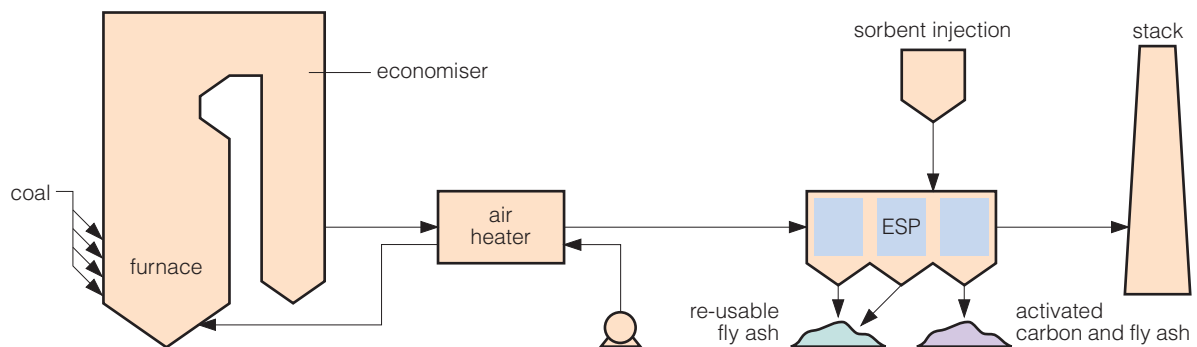 sorbent injection
stack
economiser
coal
air
heater
ESP
furnace
re-usable
fly ash
activated
carbon and fly ash